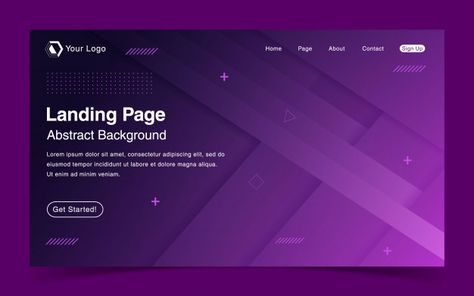 Your Logo
Home Page About Contact Sign Up
Landing Page
Abstract Background
Lorem ipsum dolor sit amet, consectetur adipiscing elit, sed do
eiusmod tempor incididunt ut labore et dolore magna aliqua.
Ut enim ad minim veniam.
Get Started!